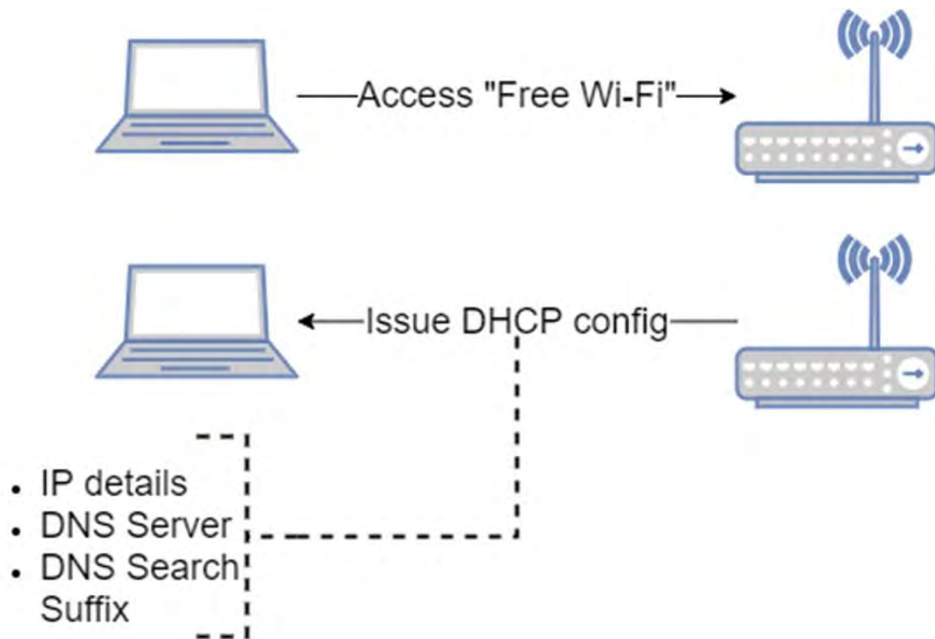 Access "Free Wi-Fi"
Issue DHCP config
• IP details
• DNS Server
• DNS Search
Suffix